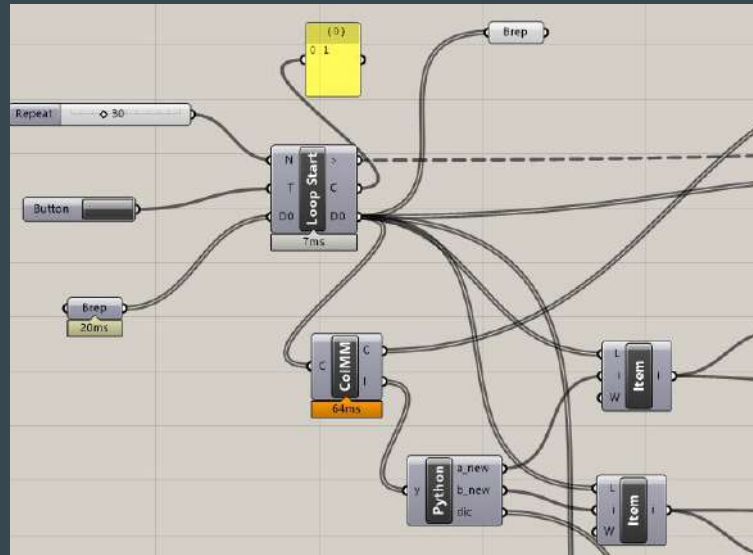 {0}
0 1
Brep
Repeat
30
N
T
D0
Loop Start
>
C
D0
7ms
Button
Brep
20ms
C
ColMM
C
I
64ms
L
i
W
Item
I
y
Python
a_new
b_new
dic
L
i
W
Item
I